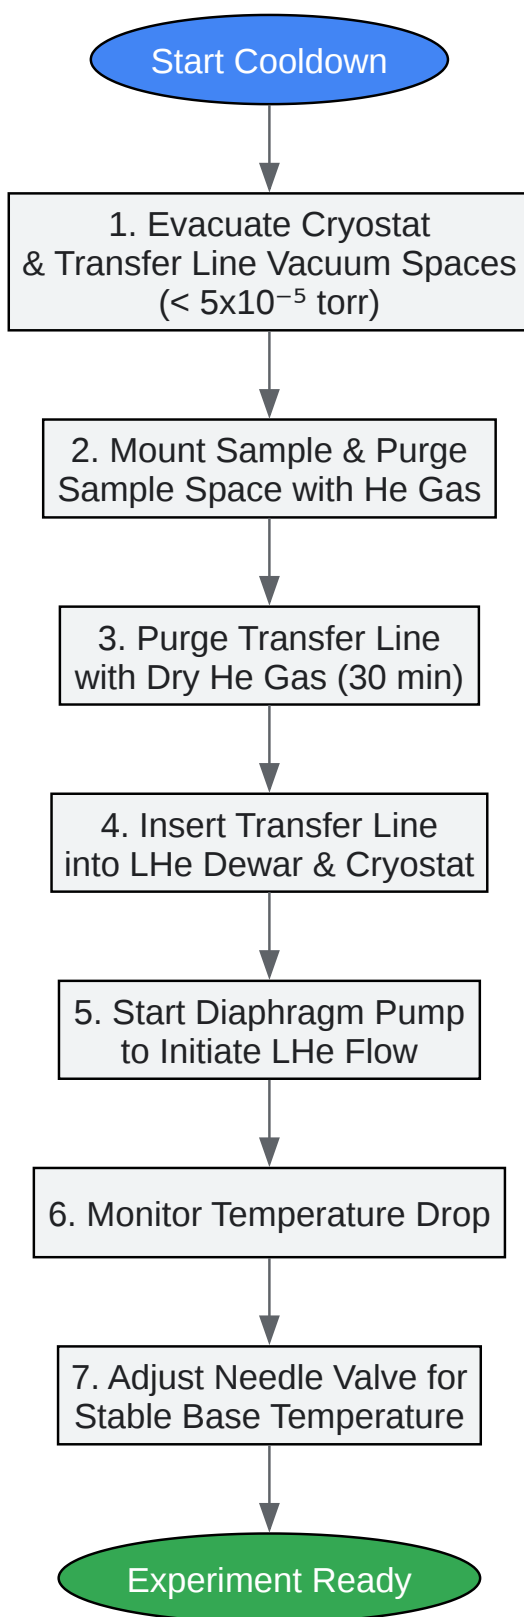 Start Cooldown
1. Evacuate Cryostat
& Transfer Line Vacuum Spaces
(< 5x10⁻⁵ torr)
2. Mount Sample & Purge
Sample Space with He Gas
3. Purge Transfer Line
with Dry He Gas (30 min)
4. Insert Transfer Line
into LHe Dewar & Cryostat
5. Start Diaphragm Pump
to Initiate LHe Flow
6. Monitor Temperature Drop
7. Adjust Needle Valve for
Stable Base Temperature
Experiment Ready